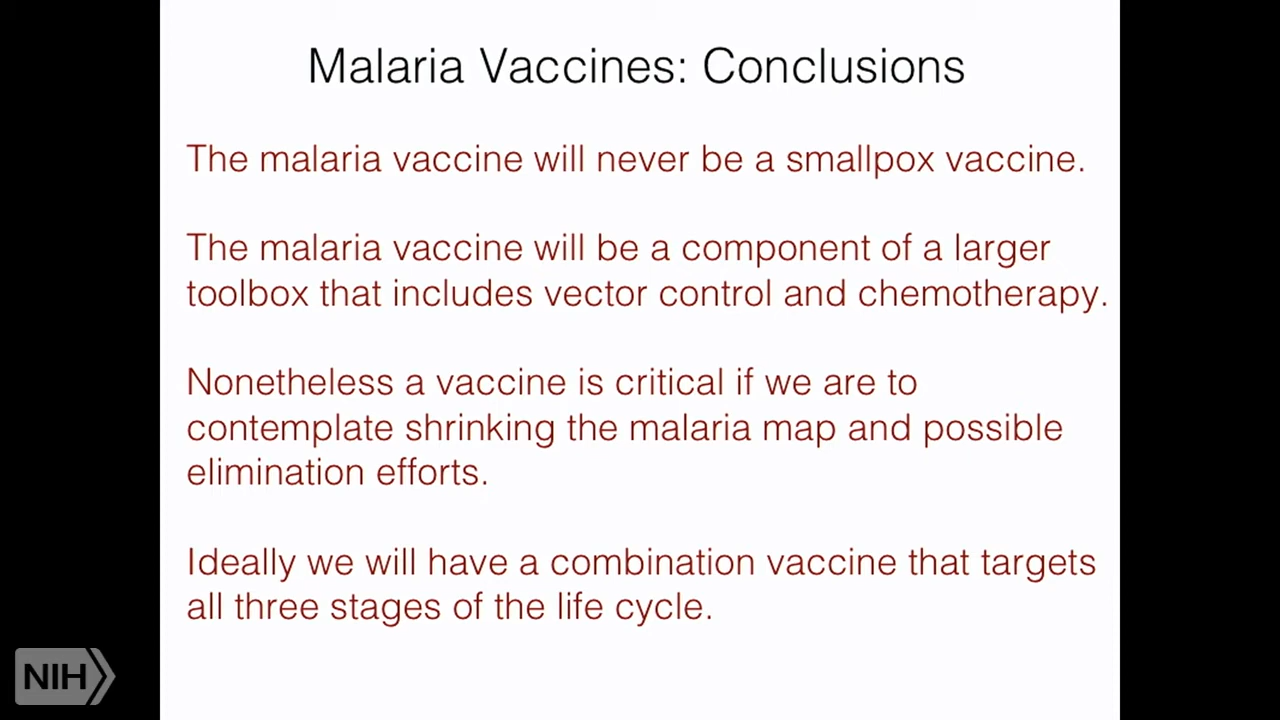 Malaria Vaccines: Conclusions
The malaria vaccine will never be a smallpox vaccine.
The malaria vaccine will be a component of a larger
toolbox that includes vector control and chemotherapy.
Nonetheless a vaccine is critical if we are to
contemplate shrinking the malaria map and possible
elimination efforts.
Ideally we will have a combination vaccine that targets
all three stages of the life cycle.
NIH